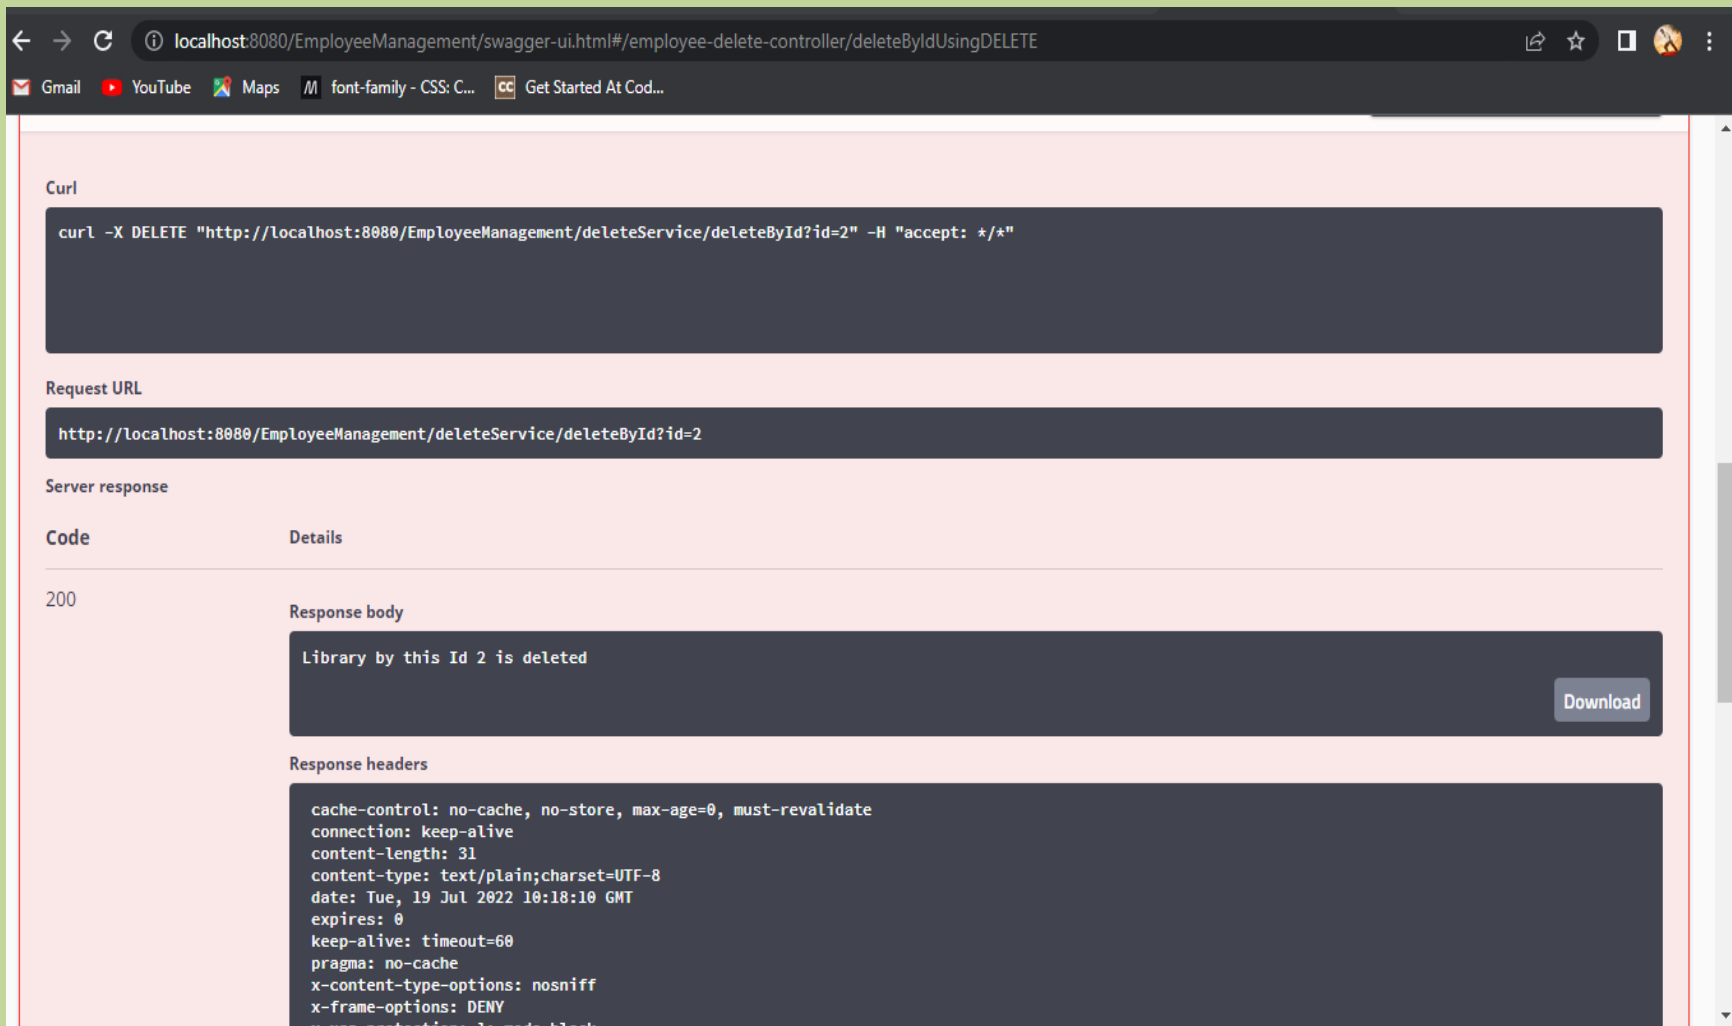 localhost:8080/EmployeeManagement/swagger-ui.html#/employee-delete-controller/deleteByIdUsingDELETE
Gmail YouTube Maps M font-family - CSS: C... CC Get Started At Cod...
Curl
curl -X DELETE "http://localhost:8080/EmployeeManagement/deleteService/deleteById?id=2" -H "accept: */*"
Request URL
http://localhost:8080/EmployeeManagement/deleteService/deleteById?id=2
Server response
Code Details
200
Response body
Library by this Id 2 is deleted
Download
Response headers
cache-control: no-cache, no-store, max-age=0, must-revalidate
connection: keep-alive
content-length: 31
content-type: text/plain;charset=UTF-8
date: Tue, 19 Jul 2022 10:18:10 GMT
expires: 0
keep-alive: timeout=60
pragma: no-cache
x-content-type-options: nosniff
x-frame-options: DENY